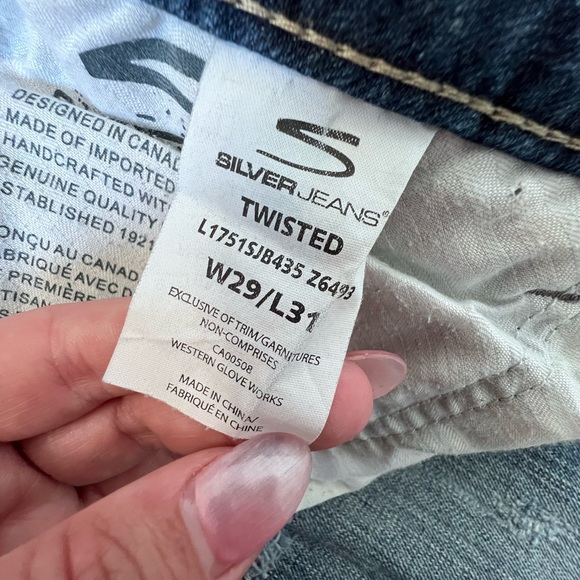 DESIGNED IN CANAD
MADE OF IMPORTED
HANDCRAFTED WIT
GENUINE QUALITY
ESTABLISHED 1921
ONÇU AU CANAD
FABRIQUÉ AVEC D
E PREMIÈRE
ARTISAN
S
SILVER JEANS®
TWISTED
L1751SJB435 Z6493
W29/L31
EXCLUSIVE OF TRIM/GARNITURES
NON-COMPRISES
CA00508
WESTERN GLOVE WORKS
MADE IN CHINA/
FABRIQUÉ EN CHINE